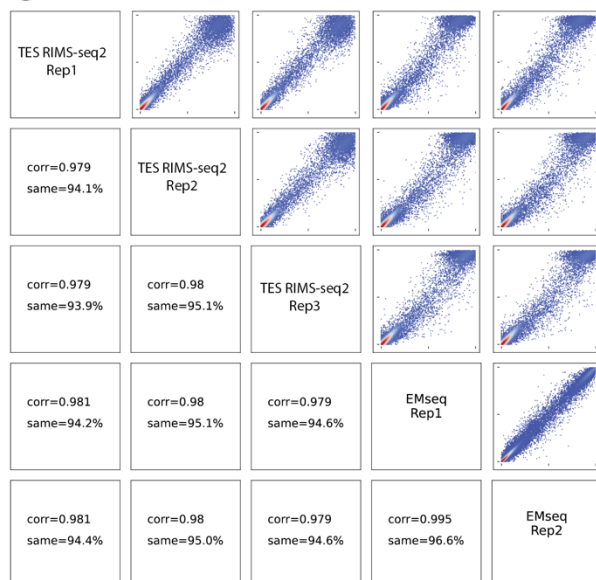 TES RIMS-seq2
Rep1
corr=0.979
same=94.1%
TES RIMS-seq2
Rep2
corr=0.979
same=93.9%
corr=0.98
same=95.1%
TES RIMS-seq2
Rep3
corr=0.981
same=94.2%
corr=0.98
same=95.1%
corr=0.979
same=94.6%
EMseq
Rep1
corr=0.981
same=94.4%
corr=0.98
same=95.0%
corr=0.979
same=94.6%
corr=0.995
same=96.6%
EMseq
Rep2